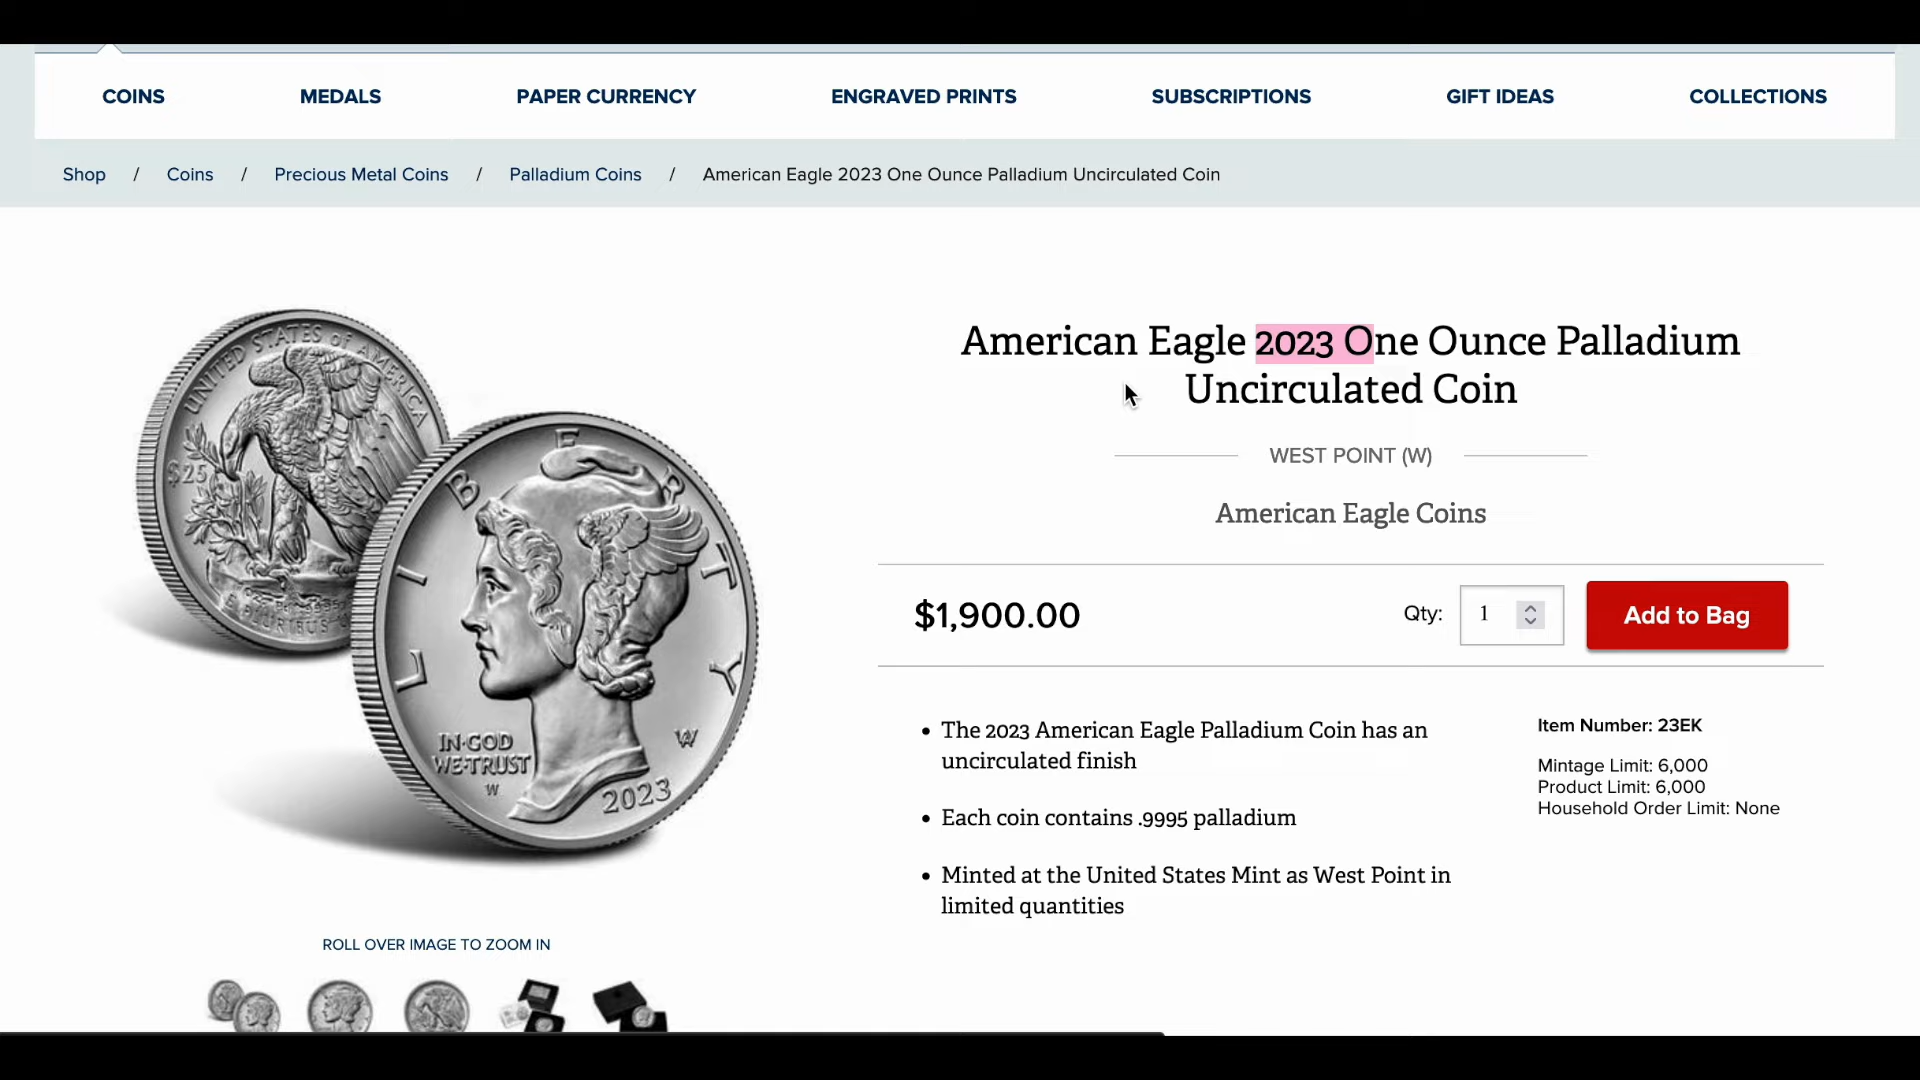 COINS MEDALS PAPER CURRENCY ENGRAVED PRINTS SUBSCRIPTIONS GIFT IDEAS COLLECTIONS
Shop / Coins / Precious Metal Coins / Palladium Coins / American Eagle 2023 One Ounce Palladium Uncirculated Coin
UNITED STATES of AMERICA
$25
LIBERTY
IN·GOD
WE·TRUST
W
W
2023
ROLL OVER IMAGE TO ZOOM IN
American Eagle 2023 One Ounce Palladium
Uncirculated Coin
WEST POINT (W)
American Eagle Coins
$1,900.00
Qty: 1
Add to Bag
• The 2023 American Eagle Palladium Coin has an
uncirculated finish
• Each coin contains .9995 palladium
• Minted at the United States Mint as West Point in
limited quantities
Item Number: 23EK
Mintage Limit: 6,000
Product Limit: 6,000
Household Order Limit: None